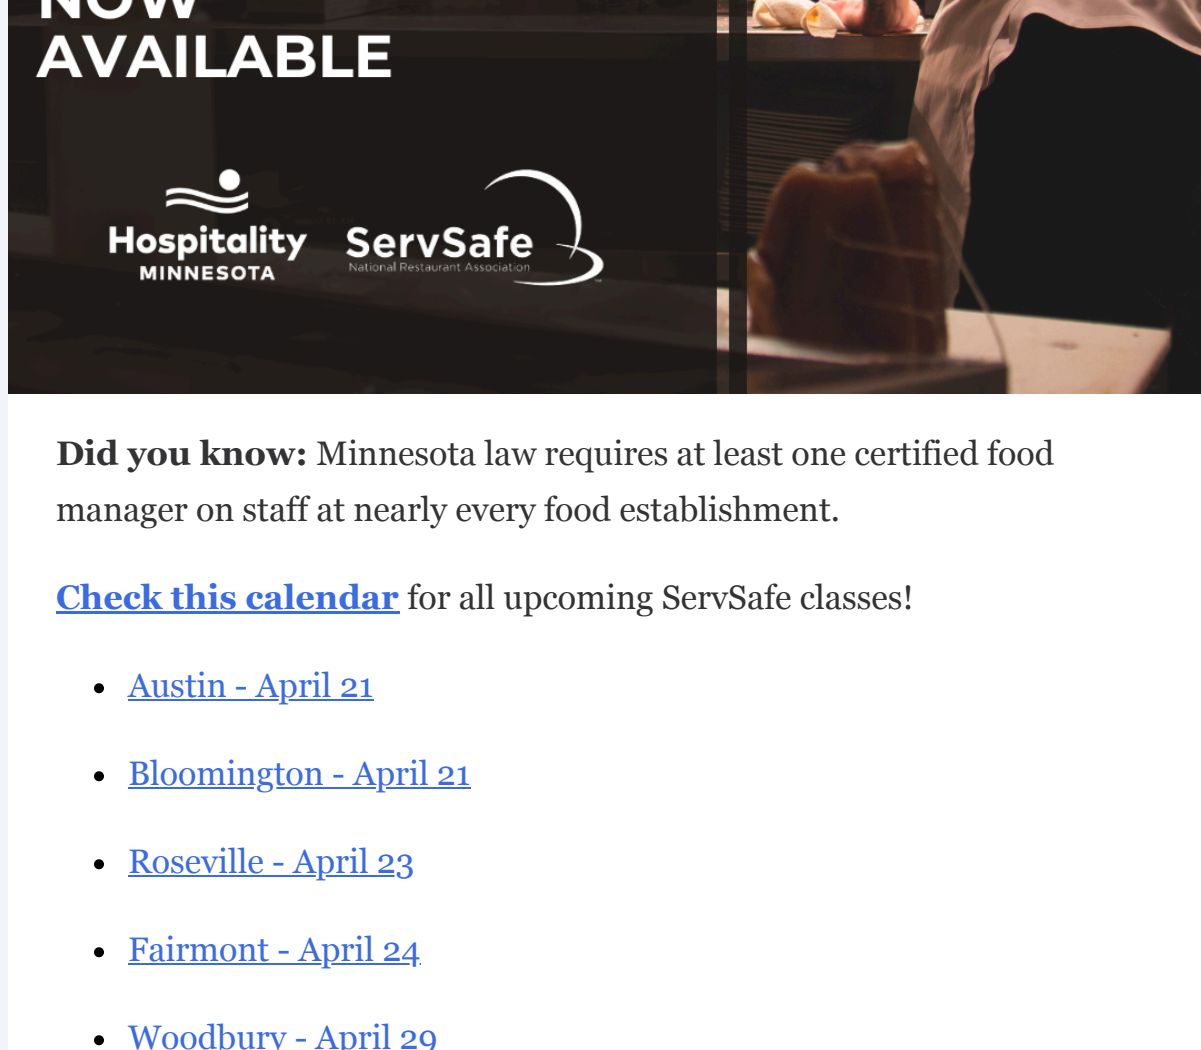 NOW
AVAILABLE
Hospitality
MINNESOTA
ServSafe
National Restaurant Association
Did you know: Minnesota law requires at least one certified food
manager on staff at nearly every food establishment.
Check this calendar for all upcoming ServSafe classes!
Austin - April 21
Bloomington - April 21
Roseville - April 23
Fairmont - April 24
Woodbury - April 29